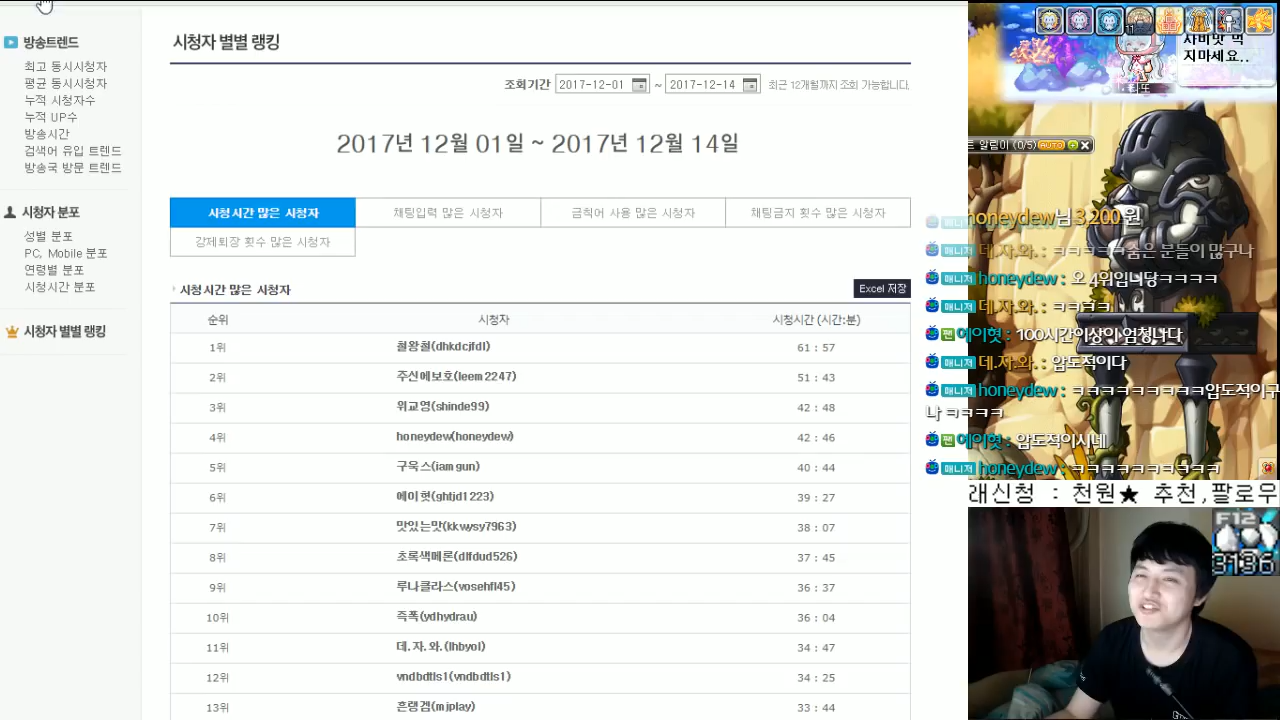 방송트렌드
최고 동시시청자
평균 동시시청자
누적 시청자수
누적 UP수
방송시간
검색어 유입 트렌드
방송국 방문 트렌드
시청자 분포
성별 분포
PC, Mobile 분포
연령별 분포
시청시간 분포
시청자 별별 랭킹
시청자 별별 랭킹
조회기간 2017-12-01 ~ 2017-12-14 최근 12개월까지 조회 가능합니다.
2017년 12월 01일 ~ 2017년 12월 14일
시청시간 많은 시청자 채팅입력 많은 시청자 금칙어 사용 많은 시청자 채팅금지 횟수 많은 시청자
강제퇴장 횟수 많은 시청자
시청시간 많은 시청자 Excel 저장
순위 시청자 시청시간 (시간:분)
1위 철왕철(dhkdcjfdl) 61 : 57
2위 주신에보호(leem2247) 51 : 43
3위 위교영(shinde99) 42 : 48
4위 honeydew(honeydew) 42 : 46
5위 구욱스(iamgun) 40 : 44
6위 에이혓(ghtjd1223) 39 : 27
7위 맛있는맛(kkwysy7963) 38 : 07
8위 초록색메론(dlfdud526) 37 : 45
9위 루나클라스(vosehfl45) 36 : 37
10위 즉폭(ydhydrau) 36 : 04
11위 데.자.와.(lhbyol) 34 : 47
12위 vndbdtls1(vndbdtls1) 34 : 25
13위 흔령겜(mjplay) 33 : 44
지마세요..
트 알림이 (0/5) AUTO
honeydew님 3,200 원
매니저 데.자.와. : ㅋㅋㅋㅋㅋ숨은 분들이 많구나
매니저 honeydew : 오 4위입니당ㅋㅋㅋㅋ
매니저 데.자.와. : ㅋㅋㅋㅋ
팬 에이혓 : 100시간이상의 엄청나다
매니저 데.자.와. : 압도적이다
매니저 honeydew : ㅋㅋㅋㅋㅋㅋㅋㅋㅋ압도적이구
나 ㅋㅋㅋㅋ
팬 에이혓 : 압도적이시네
매니저 honeydew : ㅋㅋㅋㅋㅋㅋㅋㅋㅋㅋ
래신청 : 천원★ 추천,팔로우
F12
3136